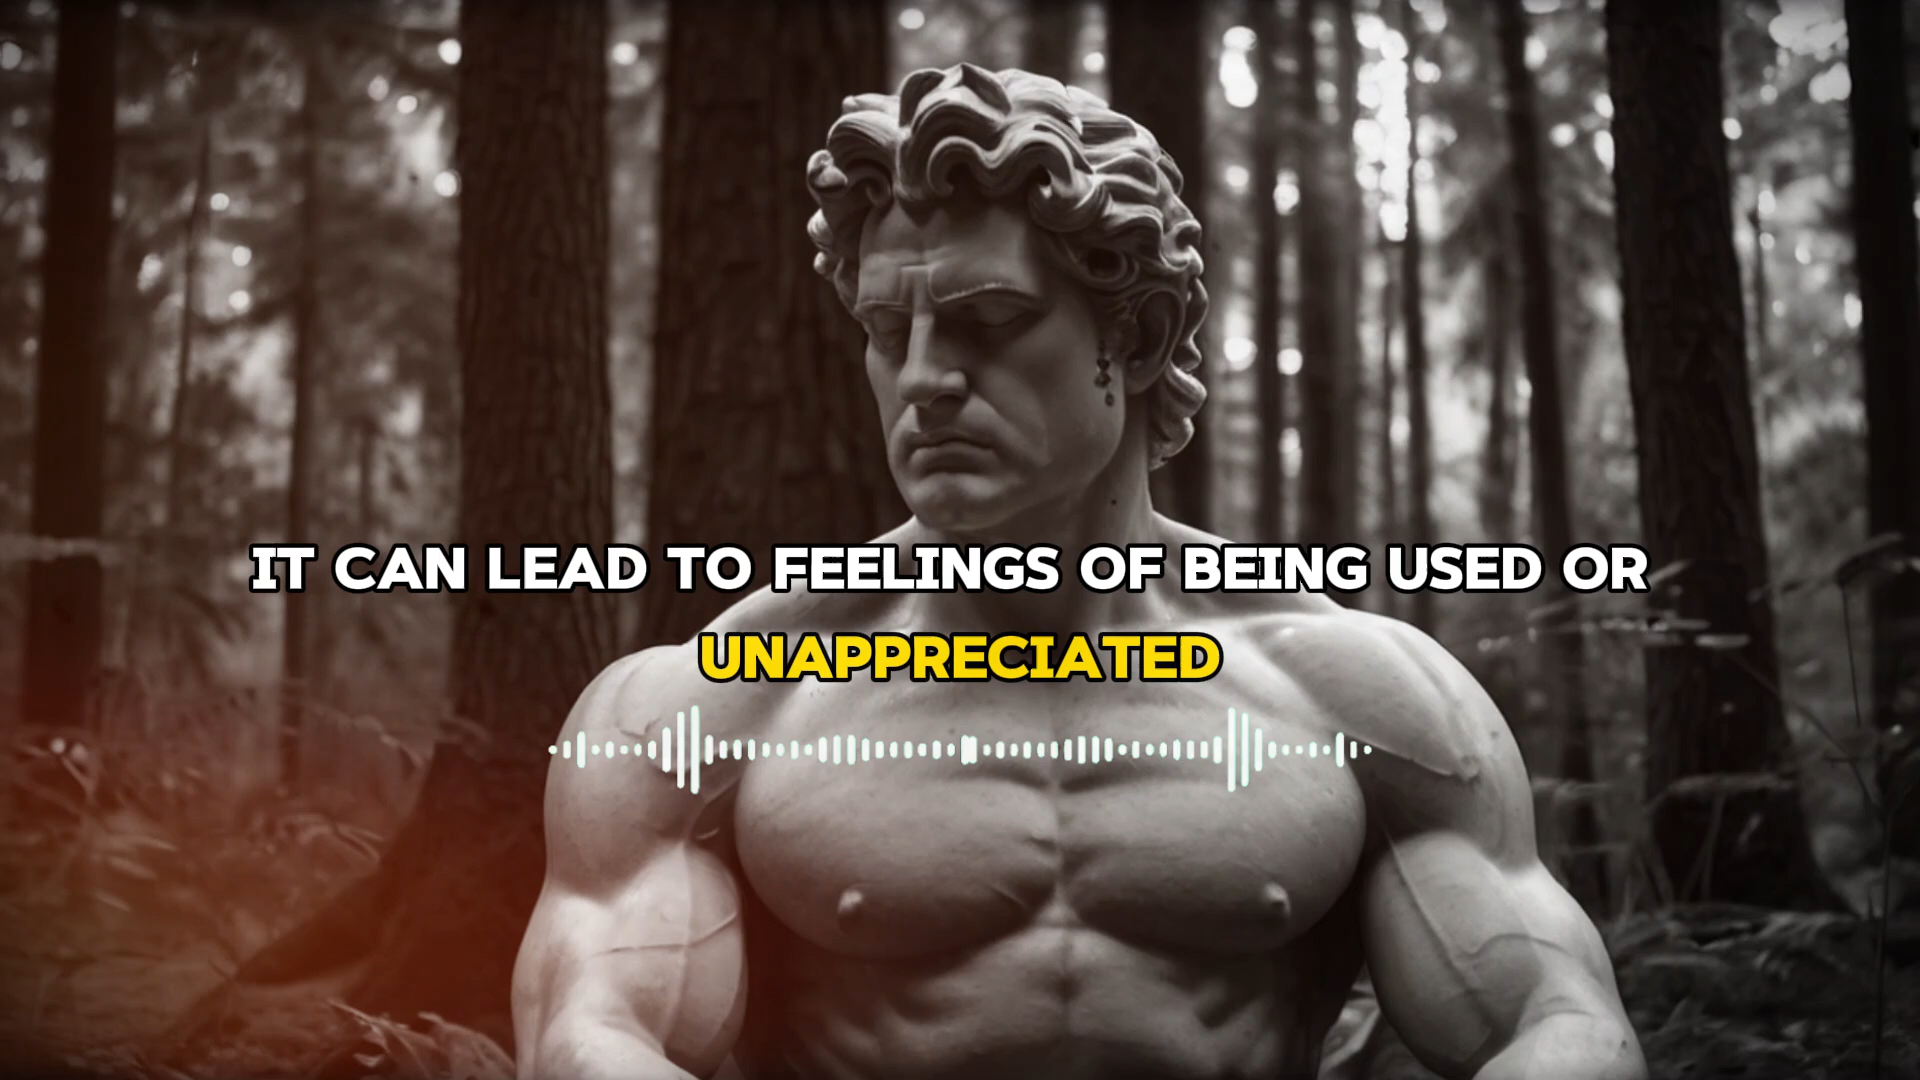 IT CAN LEAD TO FEELINGS OF BEING USED OR
UNAPPRECIATED